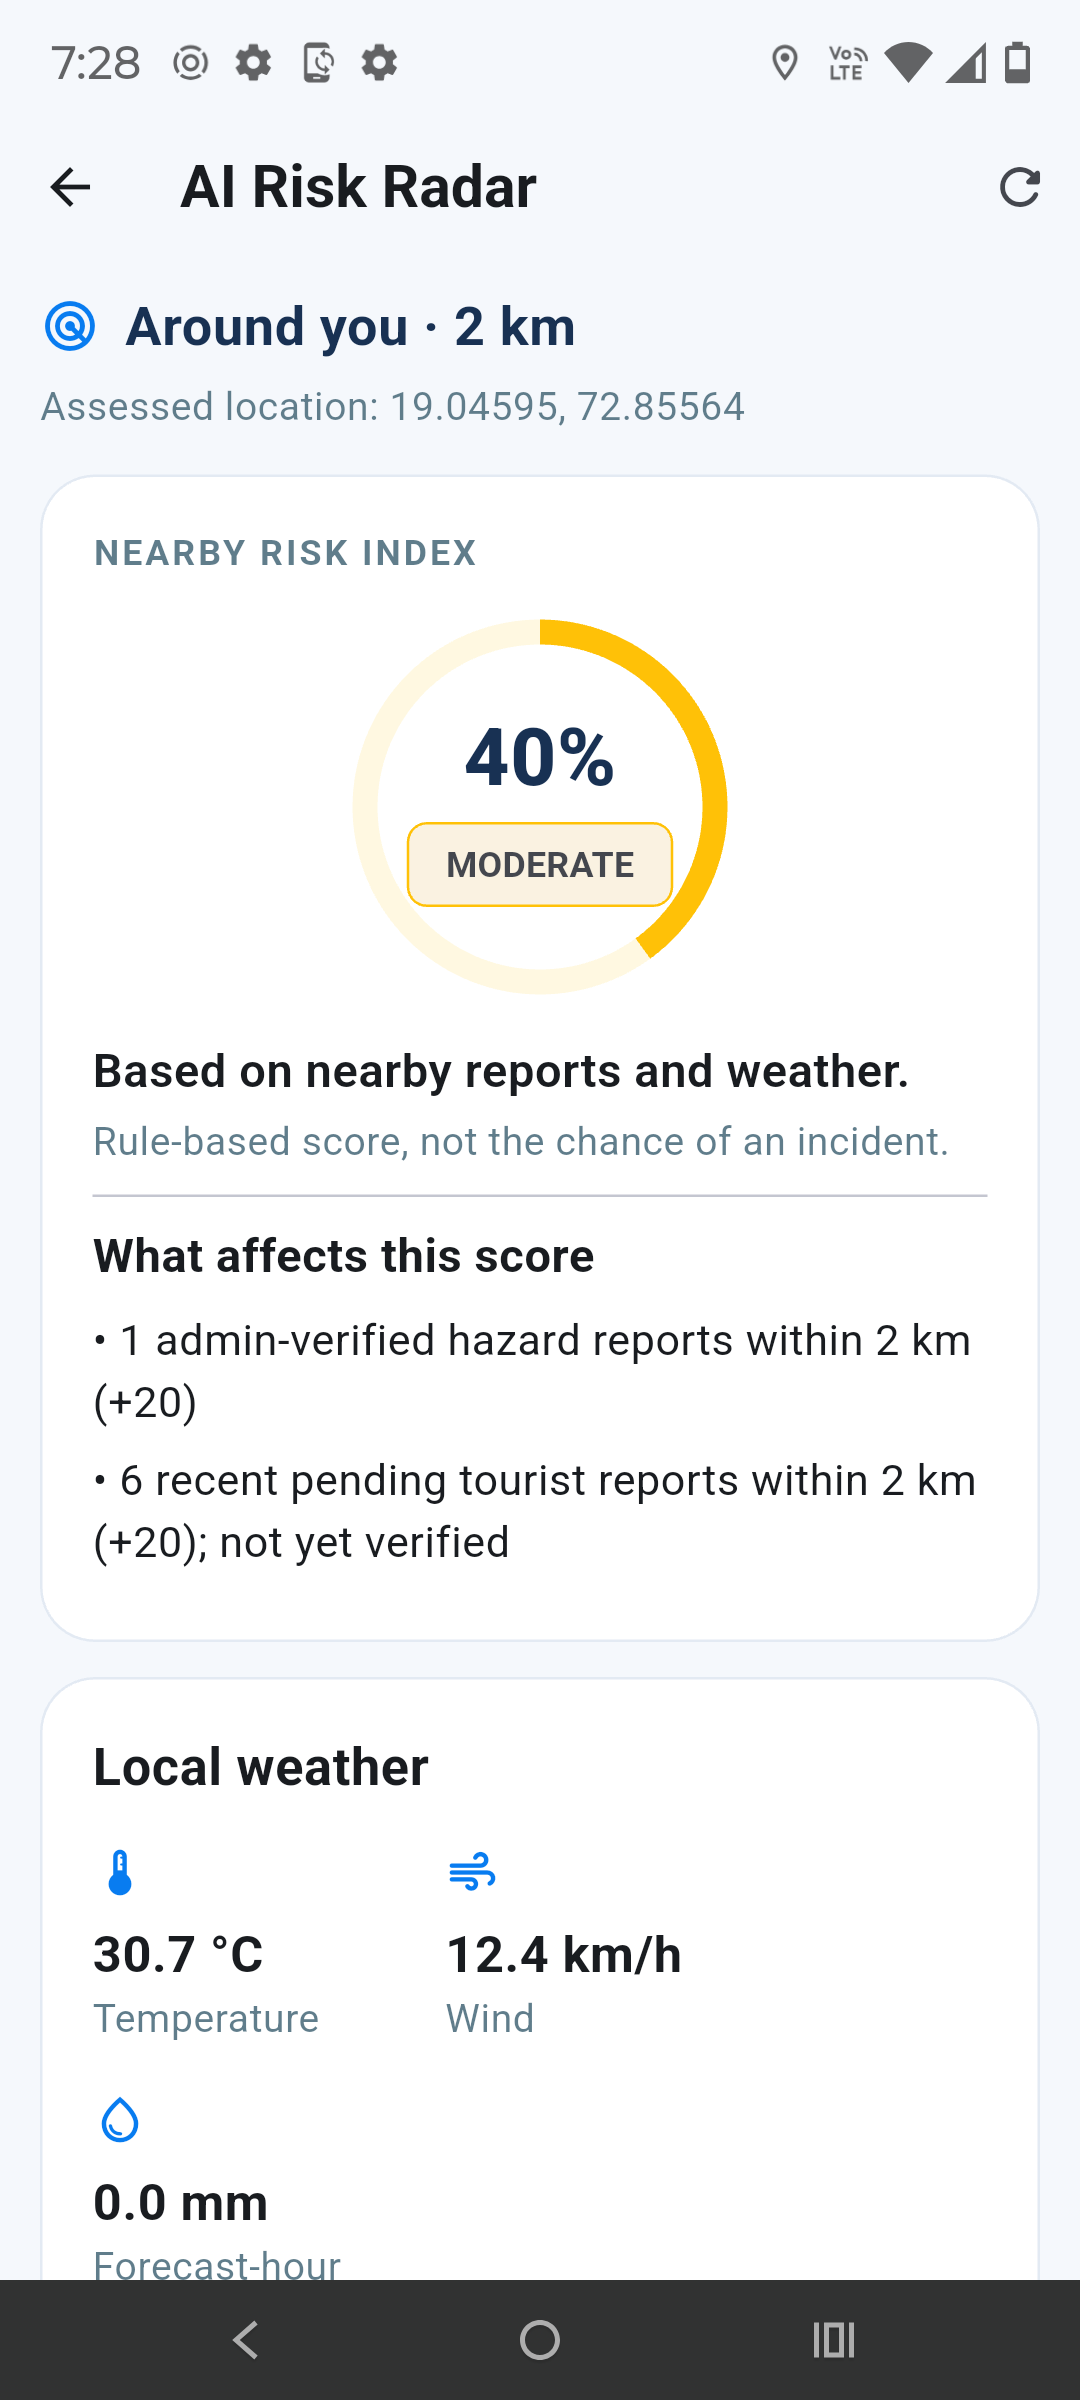 7:28
Vo LTE
AI Risk Radar
Around you · 2 km
Assessed location: 19.04595, 72.85564
NEARBY RISK INDEX
40%
MODERATE
Based on nearby reports and weather.
Rule-based score, not the chance of an incident.
What affects this score
• 1 admin-verified hazard reports within 2 km
(+20)
• 6 recent pending tourist reports within 2 km
(+20); not yet verified
Local weather
30.7 °C
12.4 km/h
Temperature
Wind
0.0 mm
Forecast-hour